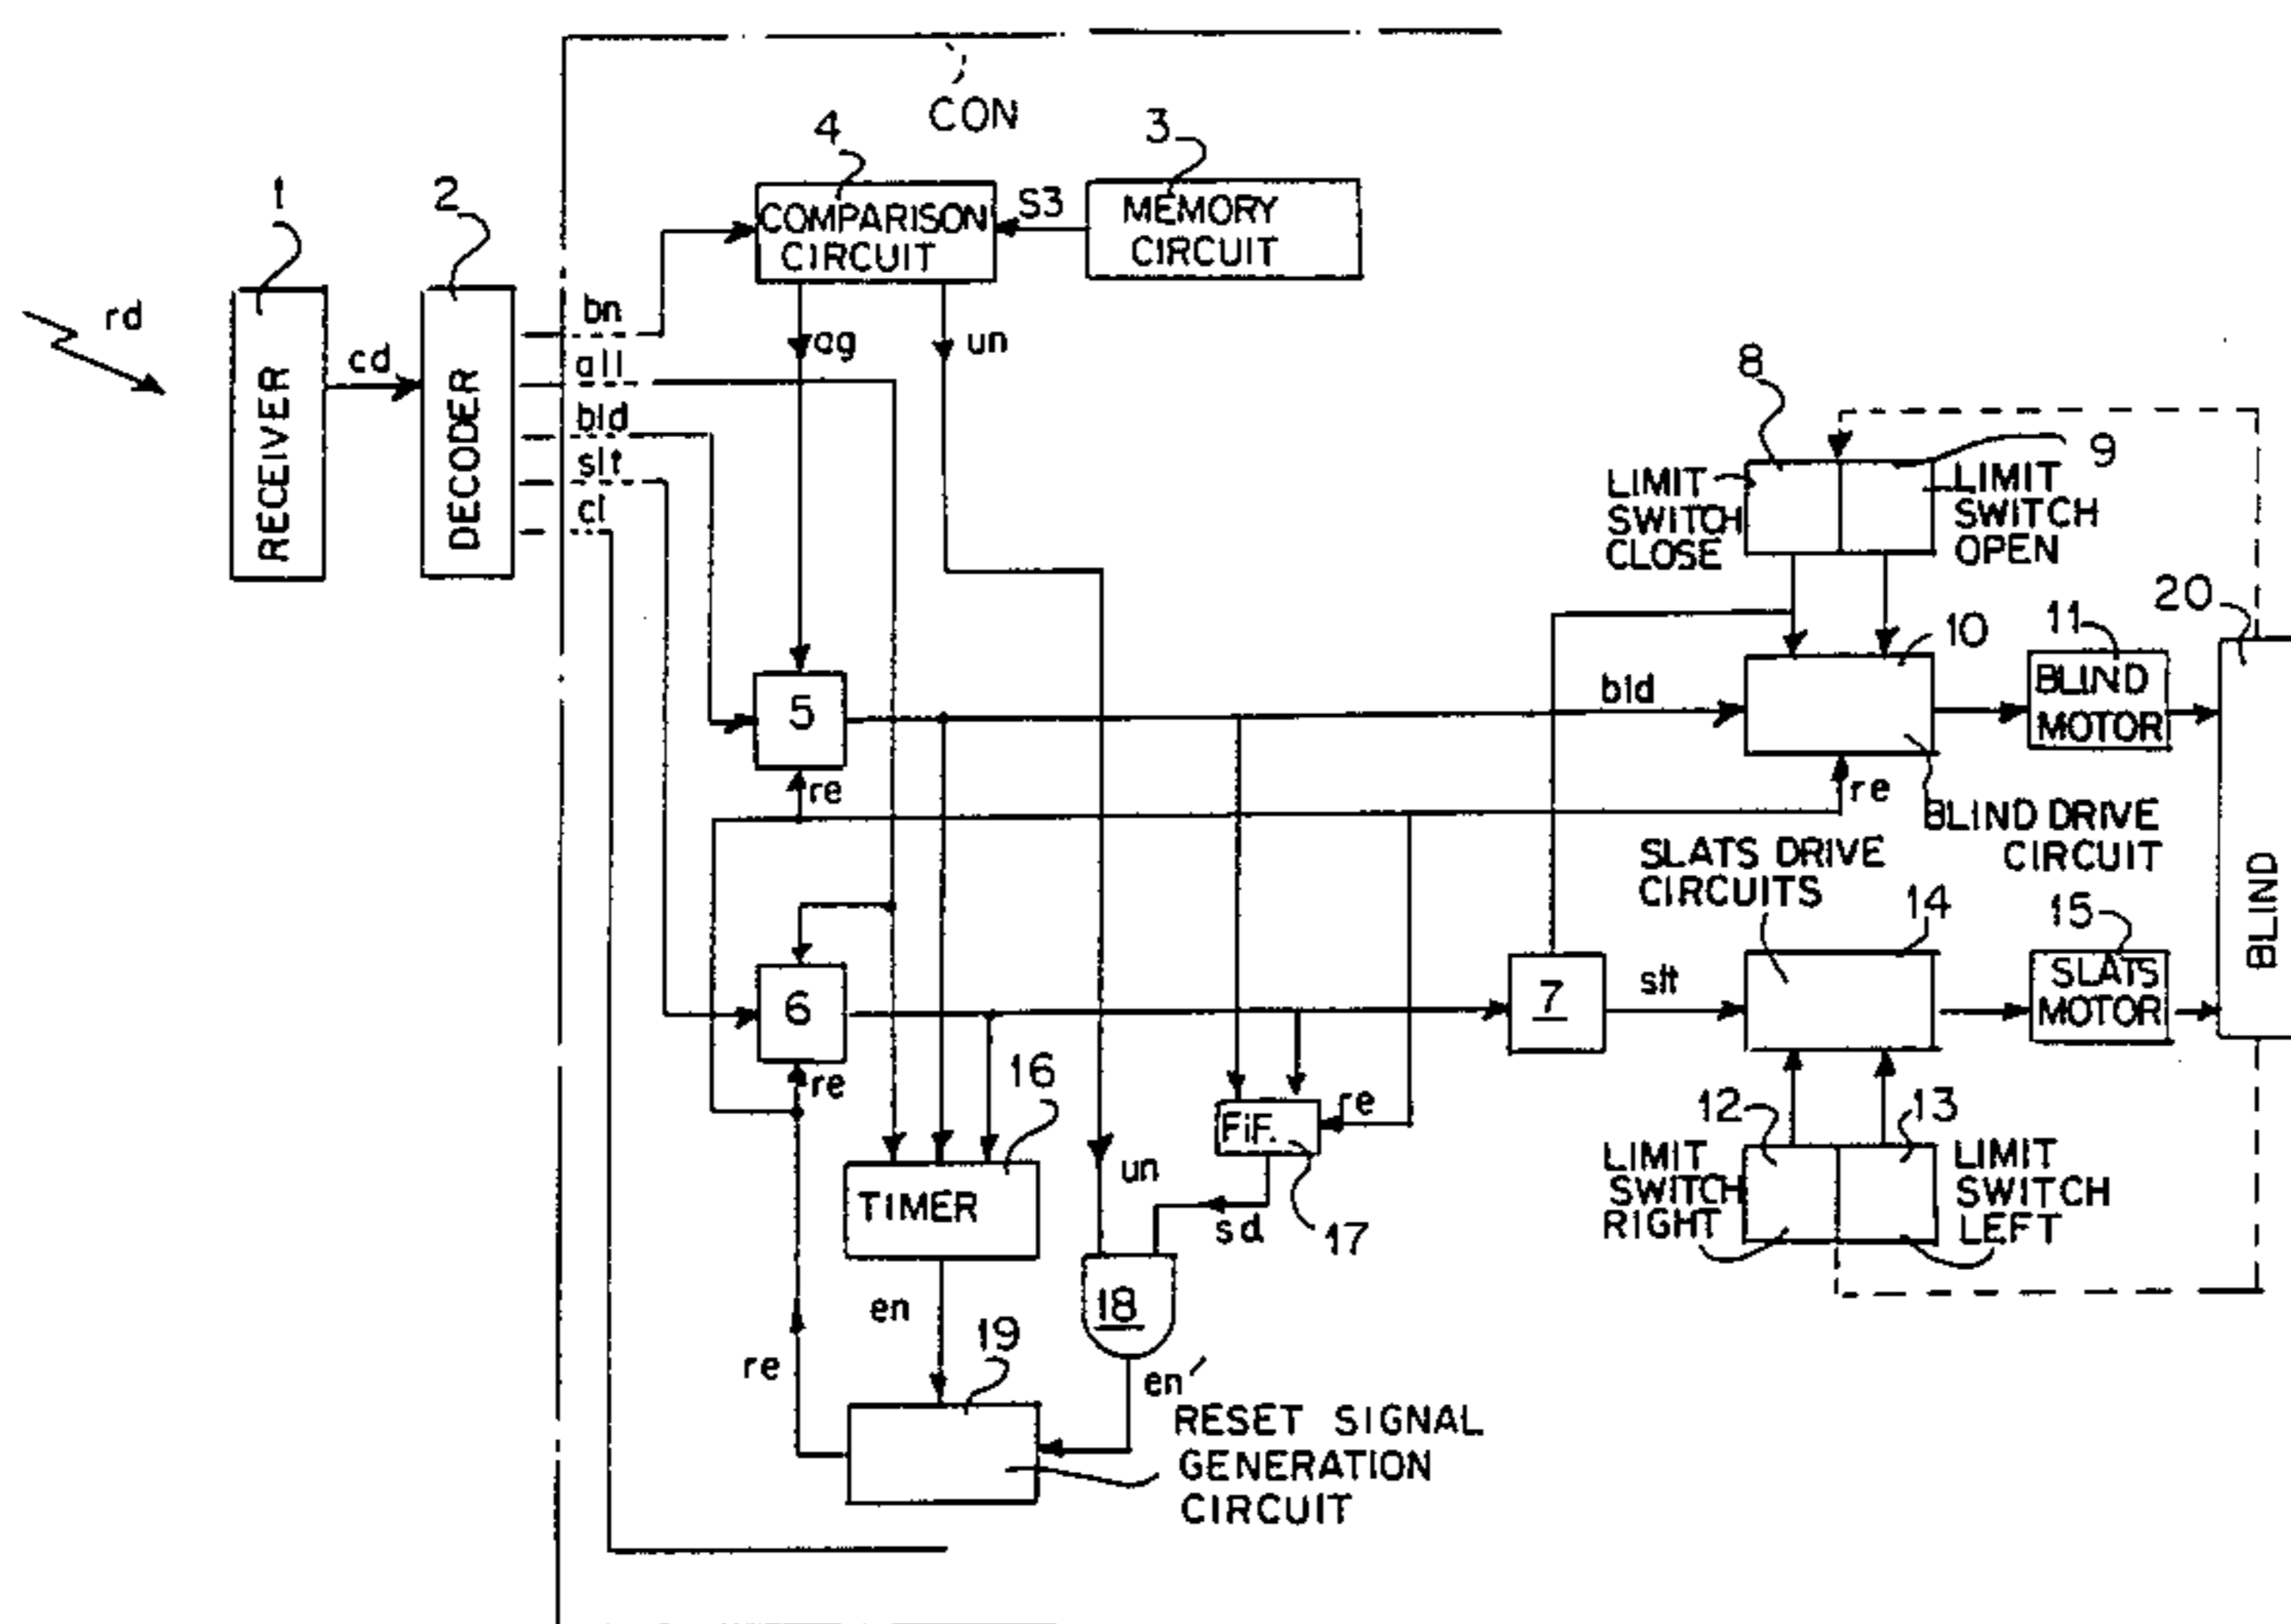 CON
4
3
1
2
COMPARISON
CIRCUIT
S3
MEMORY
CIRCUIT
rd
cd
RECEIVER
DECODER
bn
all
bld
slt
cl
ag
un
8
9
LIMIT
SWITCH
CLOSE
LIMIT
SWITCH
OPEN
20
5
bld
10
11
BLIND
MOTOR
re
re
BLIND DRIVE
CIRCUIT
SLATS DRIVE
CIRCUITS
14
15
BLIND
6
7
slt
SLATS
MOTOR
re
16
FiF.
re
12
13
TIMER
un
sd
17
LIMIT
SWITCH
RIGHT
LIMIT
SWITCH
LEFT
en
18
19
re
en'
RESET SIGNAL
GENERATION
CIRCUIT